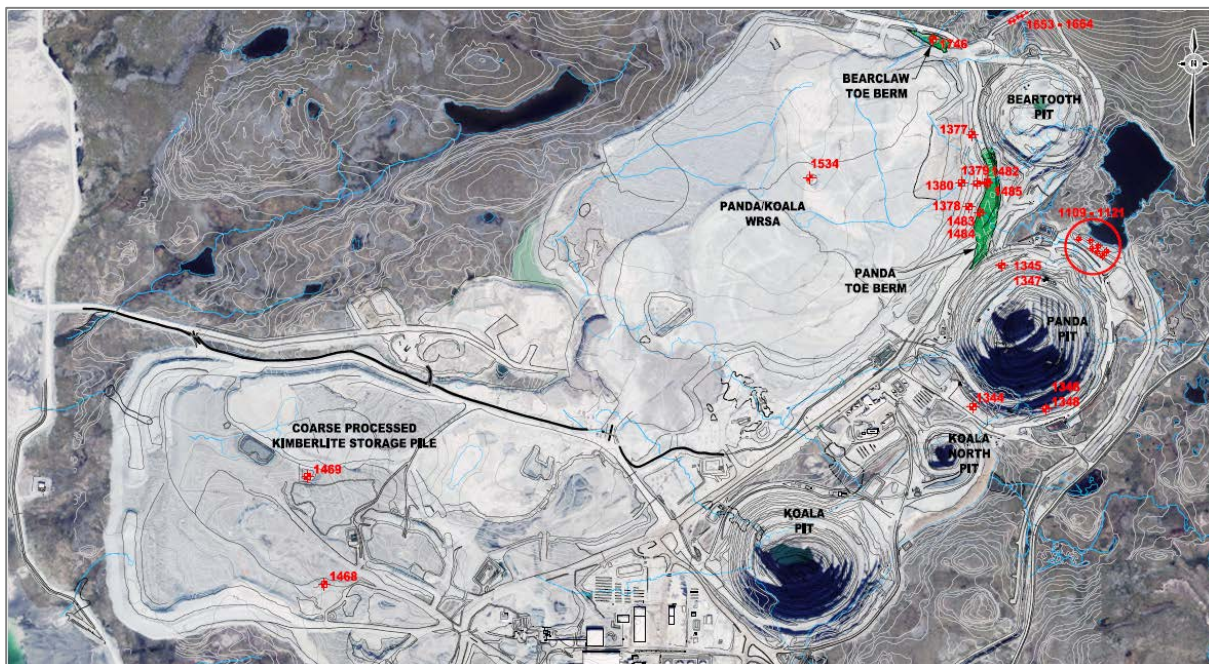 1653 - 1664
1746
N
BEARCLAW
TOE BERM
BEARTOOTH
PIT
1377
1534
1379 1482
1380
1485
PANDA/KOALA
WRSA
1378
1483
1484
1109 - 1121
PANDA
TOE BERM
1345
1347
PANDA
PIT
1344
1348
COARSE PROCESSED
KIMBERLITE STORAGE PILE
KOALA
NORTH
PIT
1469
KOALA
PIT
1468